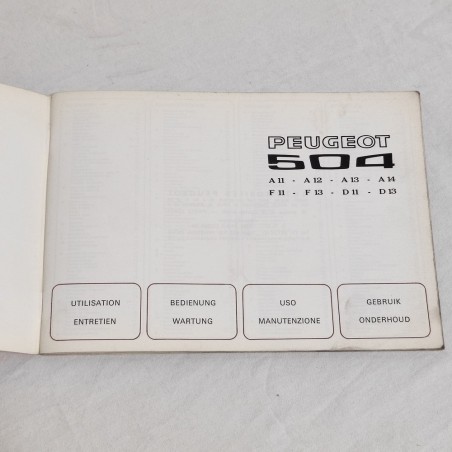 PEUGEOT
504
A 11 - A 12 - A 13 - A 14
F 11 - F 13 - D 11 - D 13
UTILISATION
ENTRETIEN
BEDIENUNG
WARTUNG
USO
MANUTENZIONE
GEBRUIK
ONDERHOUD